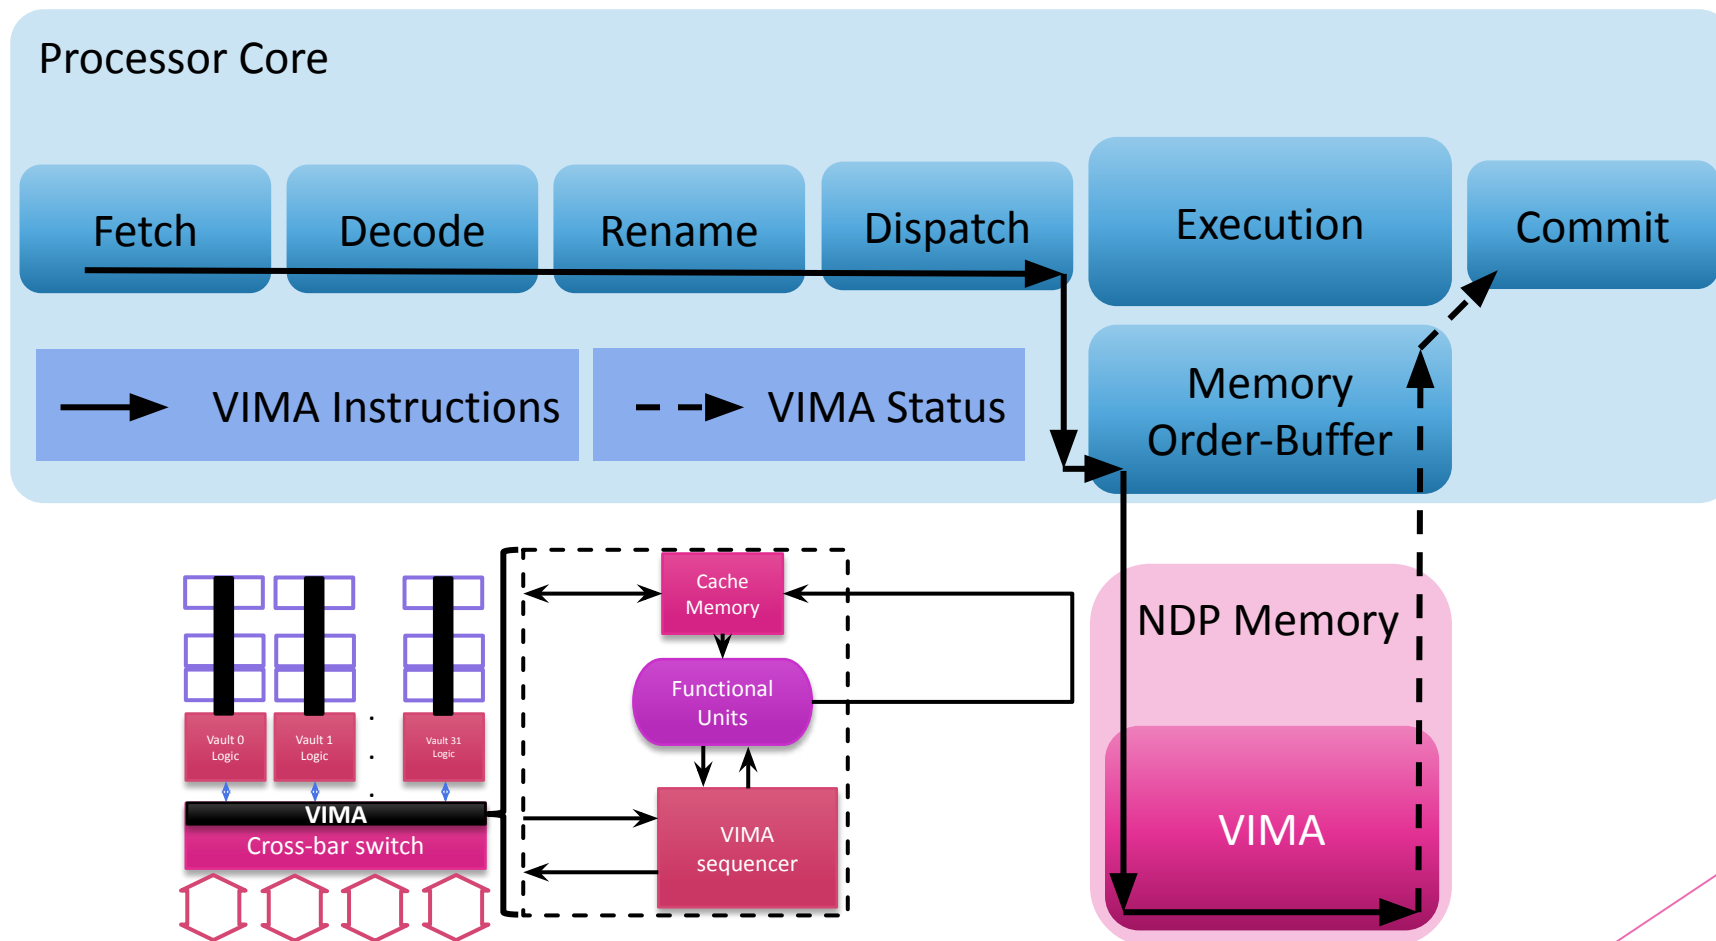 Processor Core
Fetch
Decode
Rename
Dispatch
Execution
Commit
VIMA Instructions
VIMA Status
Memory
Order-Buffer
Cache
Memory
Functional
Units
VIMA
sequencer
Vault 0
Logic
Vault 1
Logic
.
.
.
Vault 31
Logic
VIMA
Cross-bar switch
NDP Memory
VIMA